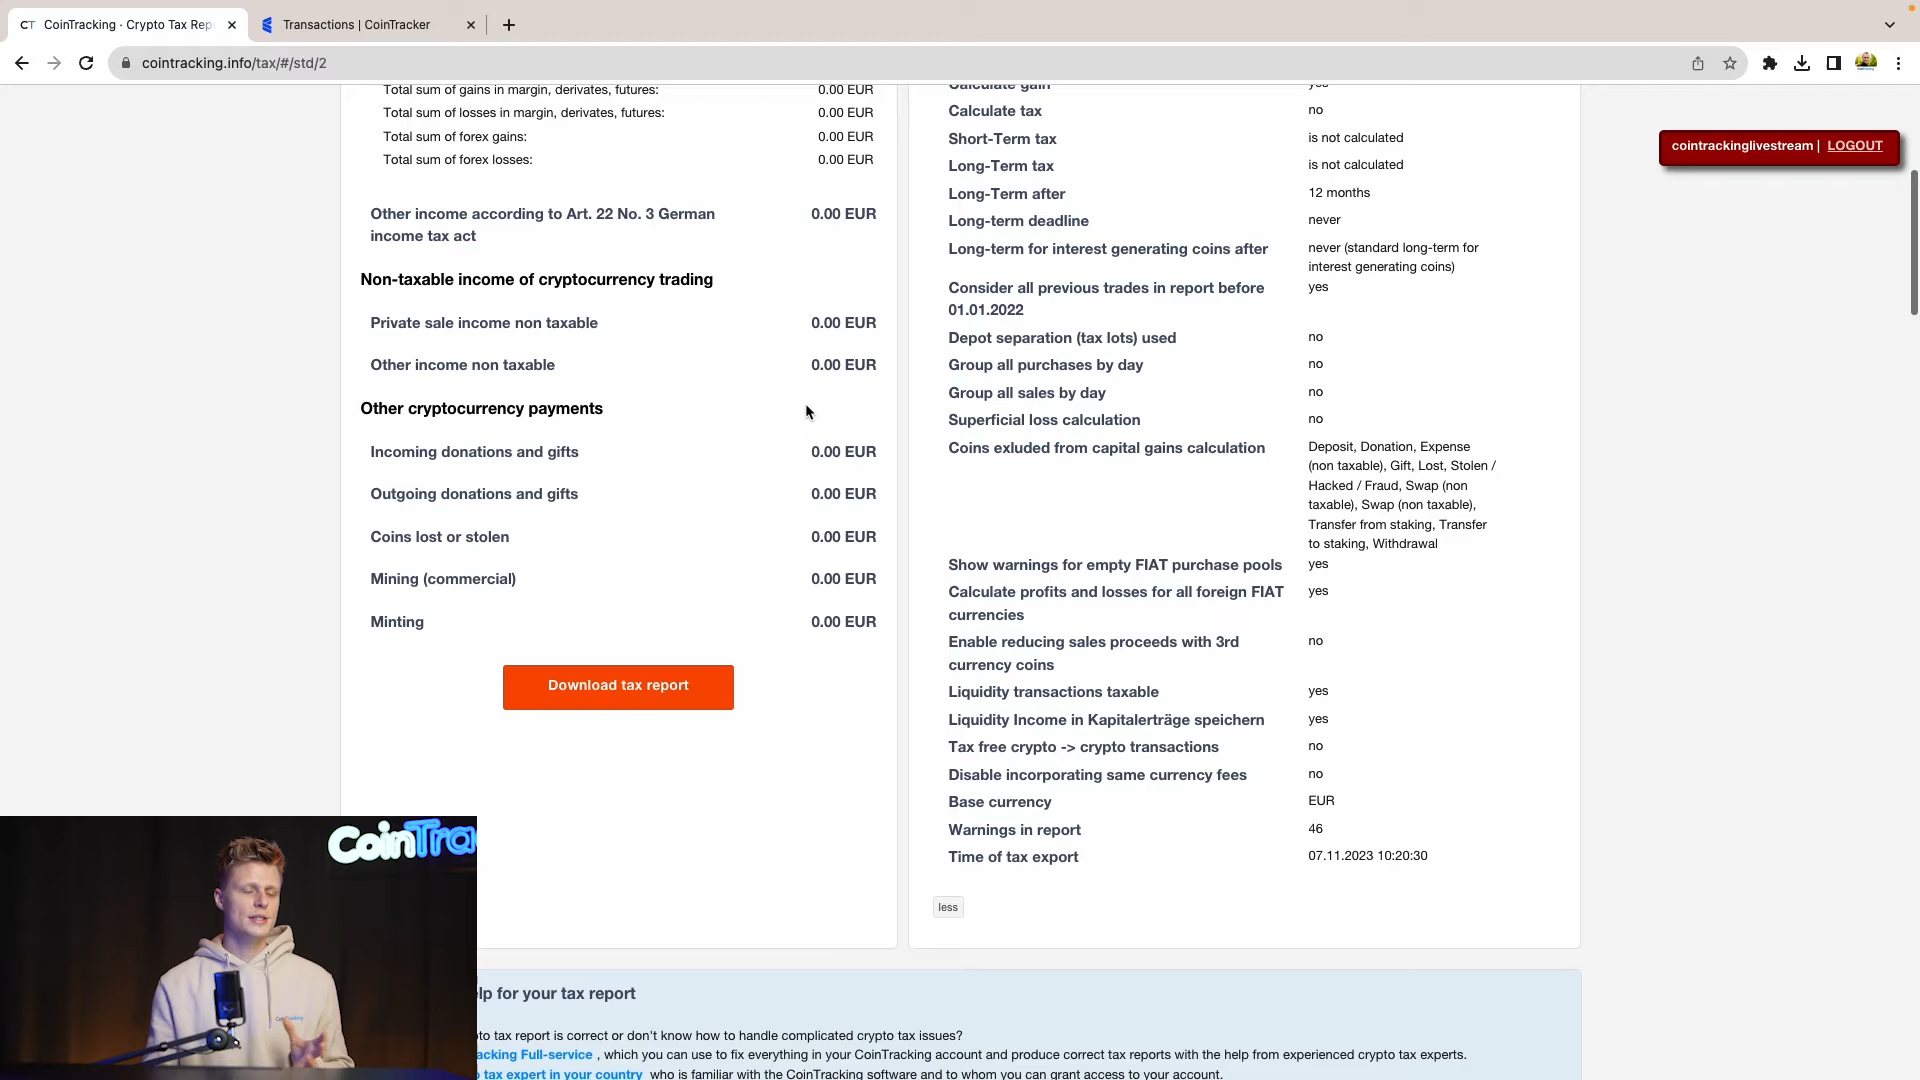 CT CoinTracking · Crypto Tax Rep
Transactions | CoinTracker
cointracking.info/tax/#/std/2
cointrackinglivestream | LOGOUT
Total sum of gains in margin, derivates, futures: 0.00 EUR
Total sum of losses in margin, derivates, futures: 0.00 EUR
Total sum of forex gains: 0.00 EUR
Total sum of forex losses: 0.00 EUR
Other income according to Art. 22 No. 3 German 0.00 EUR
income tax act
Non-taxable income of cryptocurrency trading
Private sale income non taxable 0.00 EUR
Other income non taxable 0.00 EUR
Other cryptocurrency payments
Incoming donations and gifts 0.00 EUR
Outgoing donations and gifts 0.00 EUR
Coins lost or stolen 0.00 EUR
Mining (commercial) 0.00 EUR
Minting 0.00 EUR
Download tax report
Calculate gain yes
Calculate tax no
Short-Term tax is not calculated
Long-Term tax is not calculated
Long-Term after 12 months
Long-term deadline never
Long-term for interest generating coins after never (standard long-term for
interest generating coins)
Consider all previous trades in report before yes
01.01.2022
Depot separation (tax lots) used no
Group all purchases by day no
Group all sales by day no
Superficial loss calculation no
Coins exluded from capital gains calculation Deposit, Donation, Expense
(non taxable), Gift, Lost, Stolen /
Hacked / Fraud, Swap (non
taxable), Swap (non taxable),
Transfer from staking, Transfer
to staking, Withdrawal
Show warnings for empty FIAT purchase pools yes
Calculate profits and losses for all foreign FIAT yes
currencies
Enable reducing sales proceeds with 3rd no
currency coins
Liquidity transactions taxable yes
Liquidity Income in Kapitalerträge speichern yes
Tax free crypto -> crypto transactions no
Disable incorporating same currency fees no
Base currency EUR
Warnings in report 46
Time of tax export 07.11.2023 10:20:30
less
CoinTra
CoinTracking
elp for your tax report
pto tax report is correct or don't know how to handle complicated crypto tax issues?
acking Full-service , which you can use to fix everything in your CoinTracking account and produce correct tax reports with the help from experienced crypto tax experts.
o tax expert in your country who is familiar with the CoinTracking software and to whom you can grant access to your account.